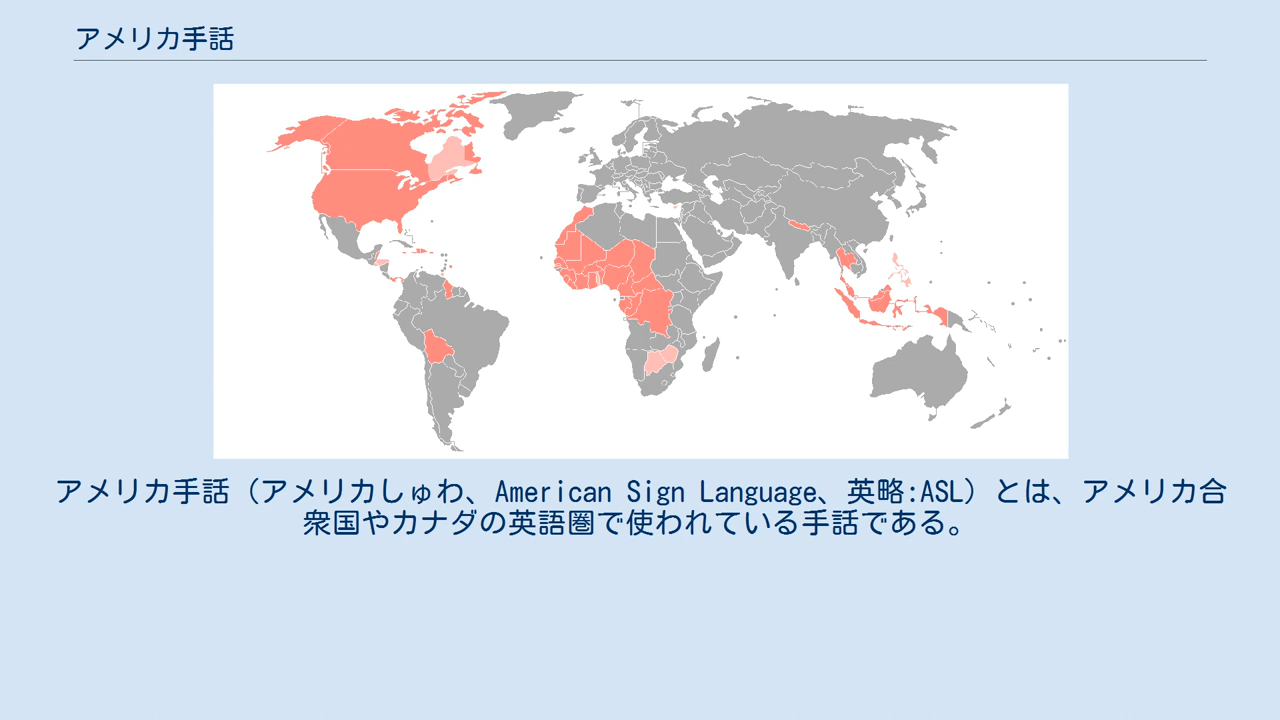 アメリカ手話
アメリカ手話（アメリカしゅわ、American Sign Language、英略:ASL）とは、アメリカ合
衆国やカナダの英語圏で使われている手話である。